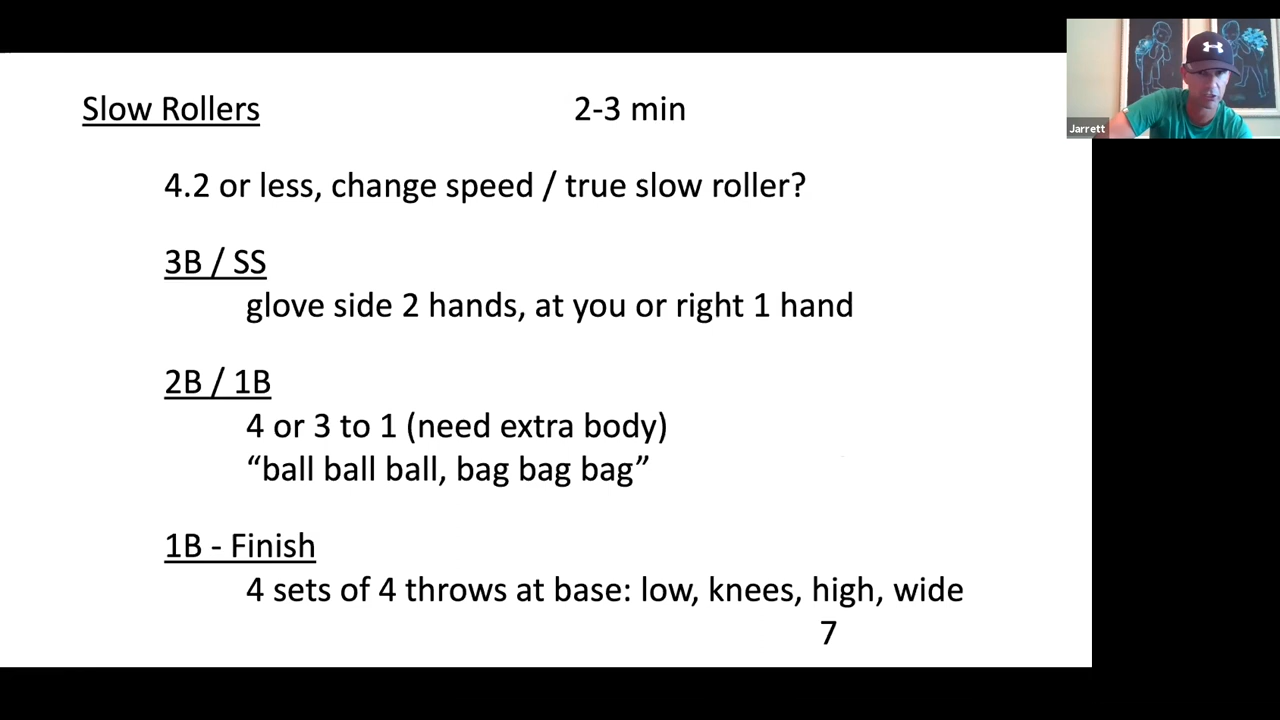 Slow Rollers 2-3 min
4.2 or less, change speed / true slow roller?
3B / SS
glove side 2 hands, at you or right 1 hand
2B / 1B
4 or 3 to 1 (need extra body)
“ball ball ball, bag bag bag”
1B - Finish
4 sets of 4 throws at base: low, knees, high, wide
7
Jarrett